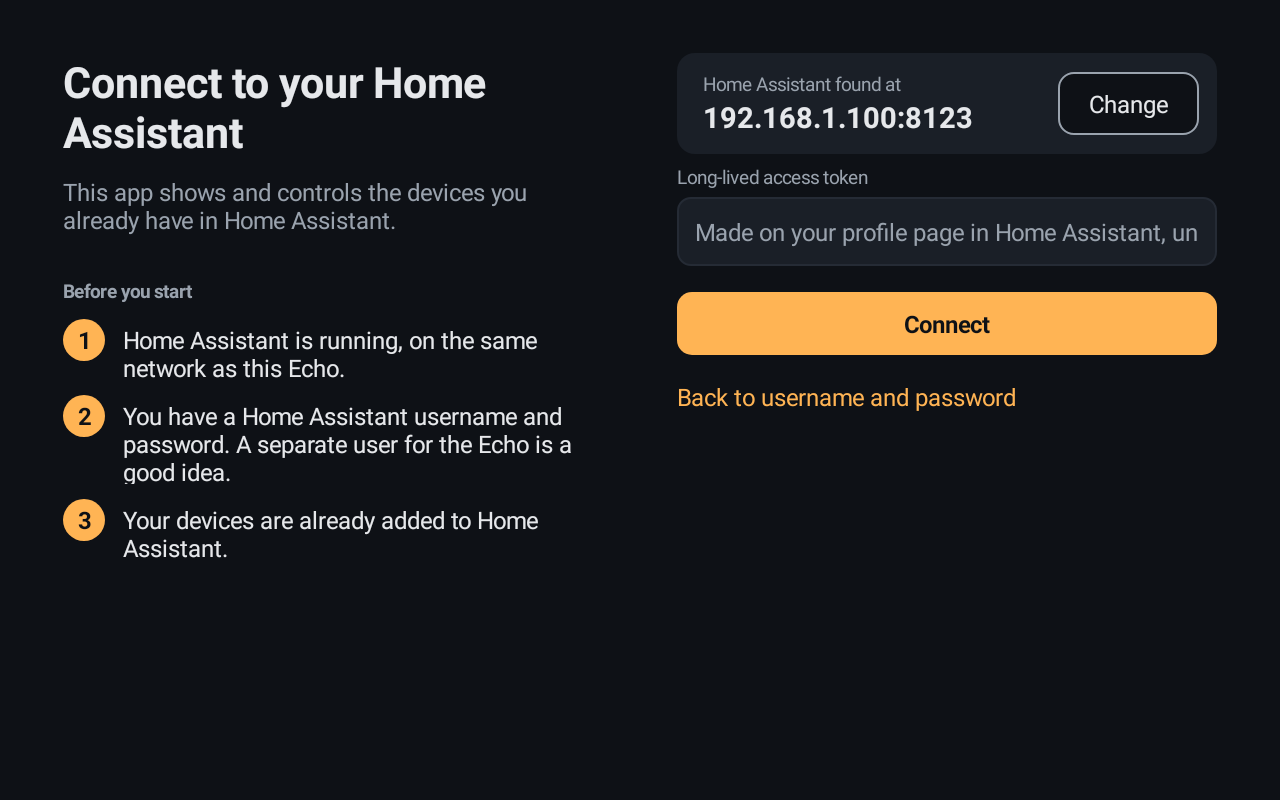 Connect to your Home
Assistant
This app shows and controls the devices you
already have in Home Assistant.
Before you start
1 Home Assistant is running, on the same
network as this Echo.
2 You have a Home Assistant username and
password. A separate user for the Echo is a
good idea.
3 Your devices are already added to Home
Assistant.
Home Assistant found at
192.168.1.100:8123
Change
Long-lived access token
Made on your profile page in Home Assistant, un
Connect
Back to username and password